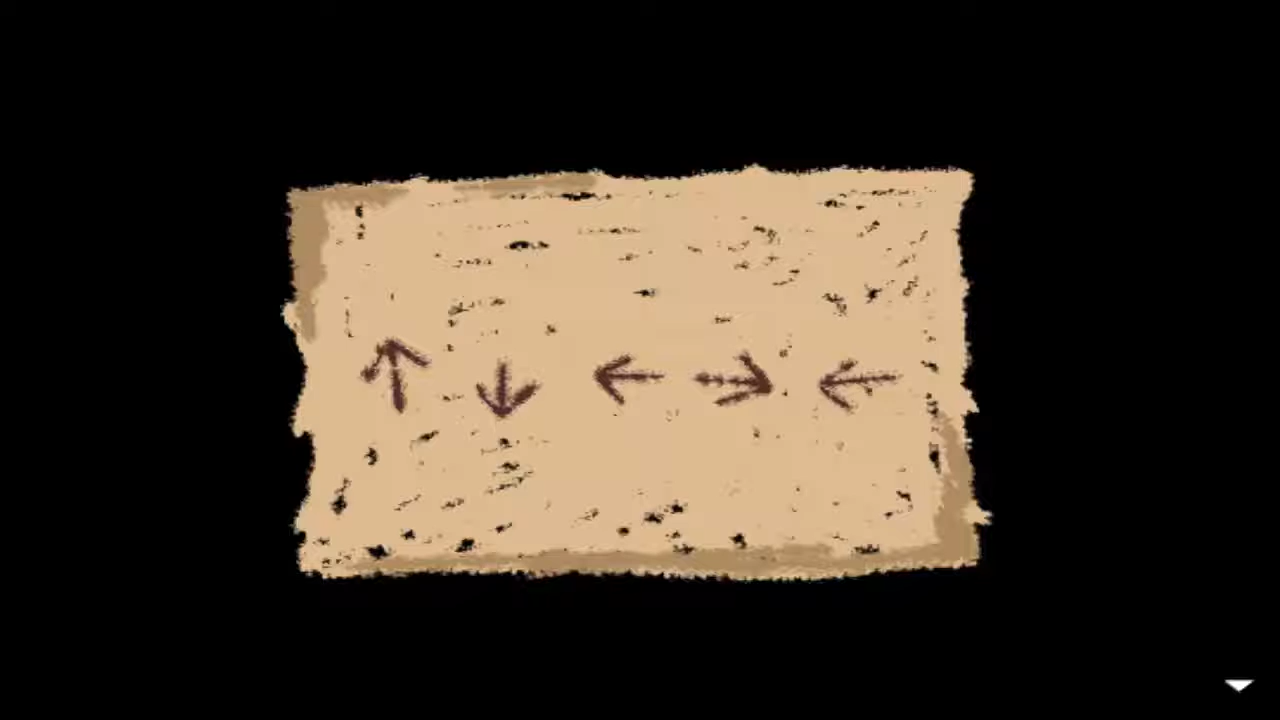 ↑ ↓ ← → ←